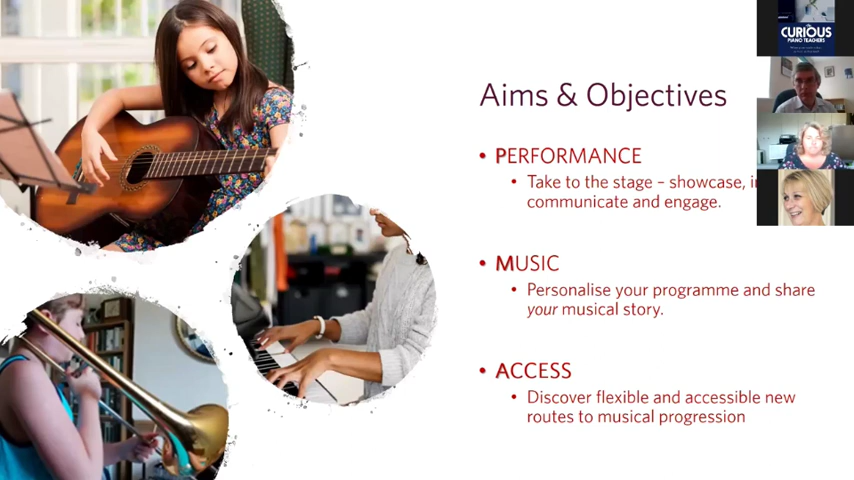 Aims & Objectives
• PERFORMANCE
• Take to the stage – showcase,
communicate and engage.
• MUSIC
• Personalise your programme and share
your musical story.
• ACCESS
• Discover flexible and accessible new
routes to musical progression
CURIOUS
PIANO TEACHERS